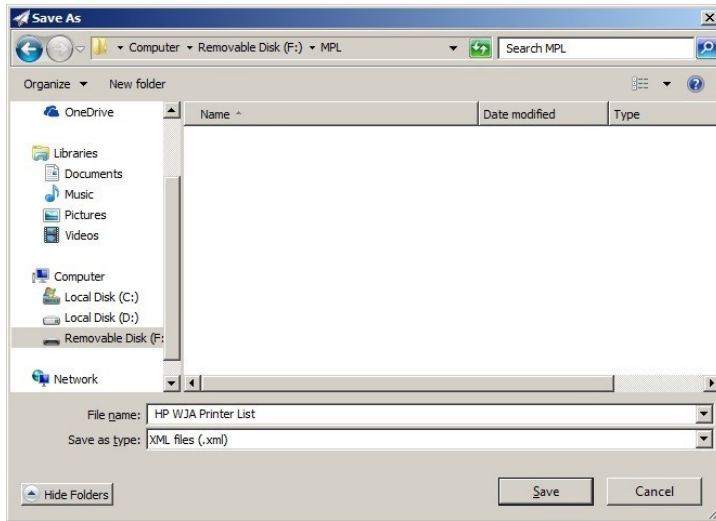 Save As
Computer Removable Disk (F:) MPL
Search MPL
Organize New folder
Name Date modified Type
OneDrive
Libraries
Documents
Music
Pictures
Videos
Computer
Local Disk (C:)
Local Disk (D:)
Removable Disk (F:
Network
File name: HP WJA Printer List
Save as type: XML files (.xml)
Hide Folders Save Cancel